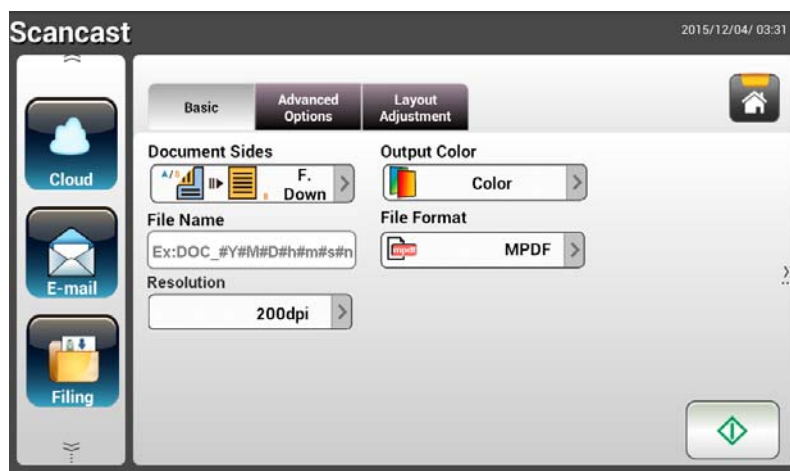 Scancast
2015/12/04/ 03:31
Basic
Advanced
Options
Layout
Adjustment
Cloud
E-mail
Filing
Document Sides
A/B
F.
Down
Output Color
Color
File Name
Ex:DOC_#Y#M#D#h#m#s#n
File Format
mpdf
MPDF
Resolution
200dpi